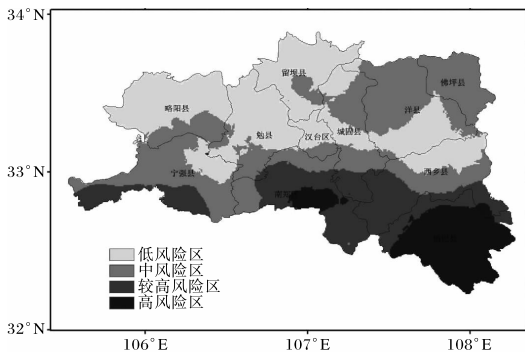 34°N
留坝县
佛坪县
略阳县
洋县
勉县
汉台区
城固县
33°N
宁强县
西乡县
低风险区
中风险区
较高风险区
高风险区
32°N
106°E
107°E
108°E